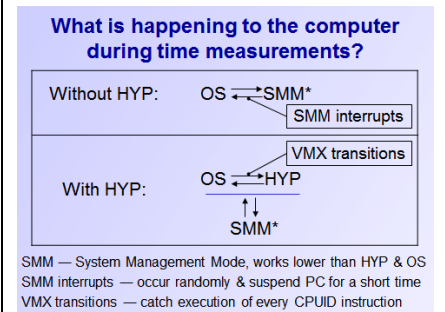 What is happening to the computer
during time measurements?
Without HYP: OS SMM*
SMM interrupts
VMX transitions
With HYP: OS HYP
SMM*
SMM — System Management Mode, works lower than HYP & OS
SMM interrupts — occur randomly & suspend PC for a short time
VMX transitions — catch execution of every CPUID instruction